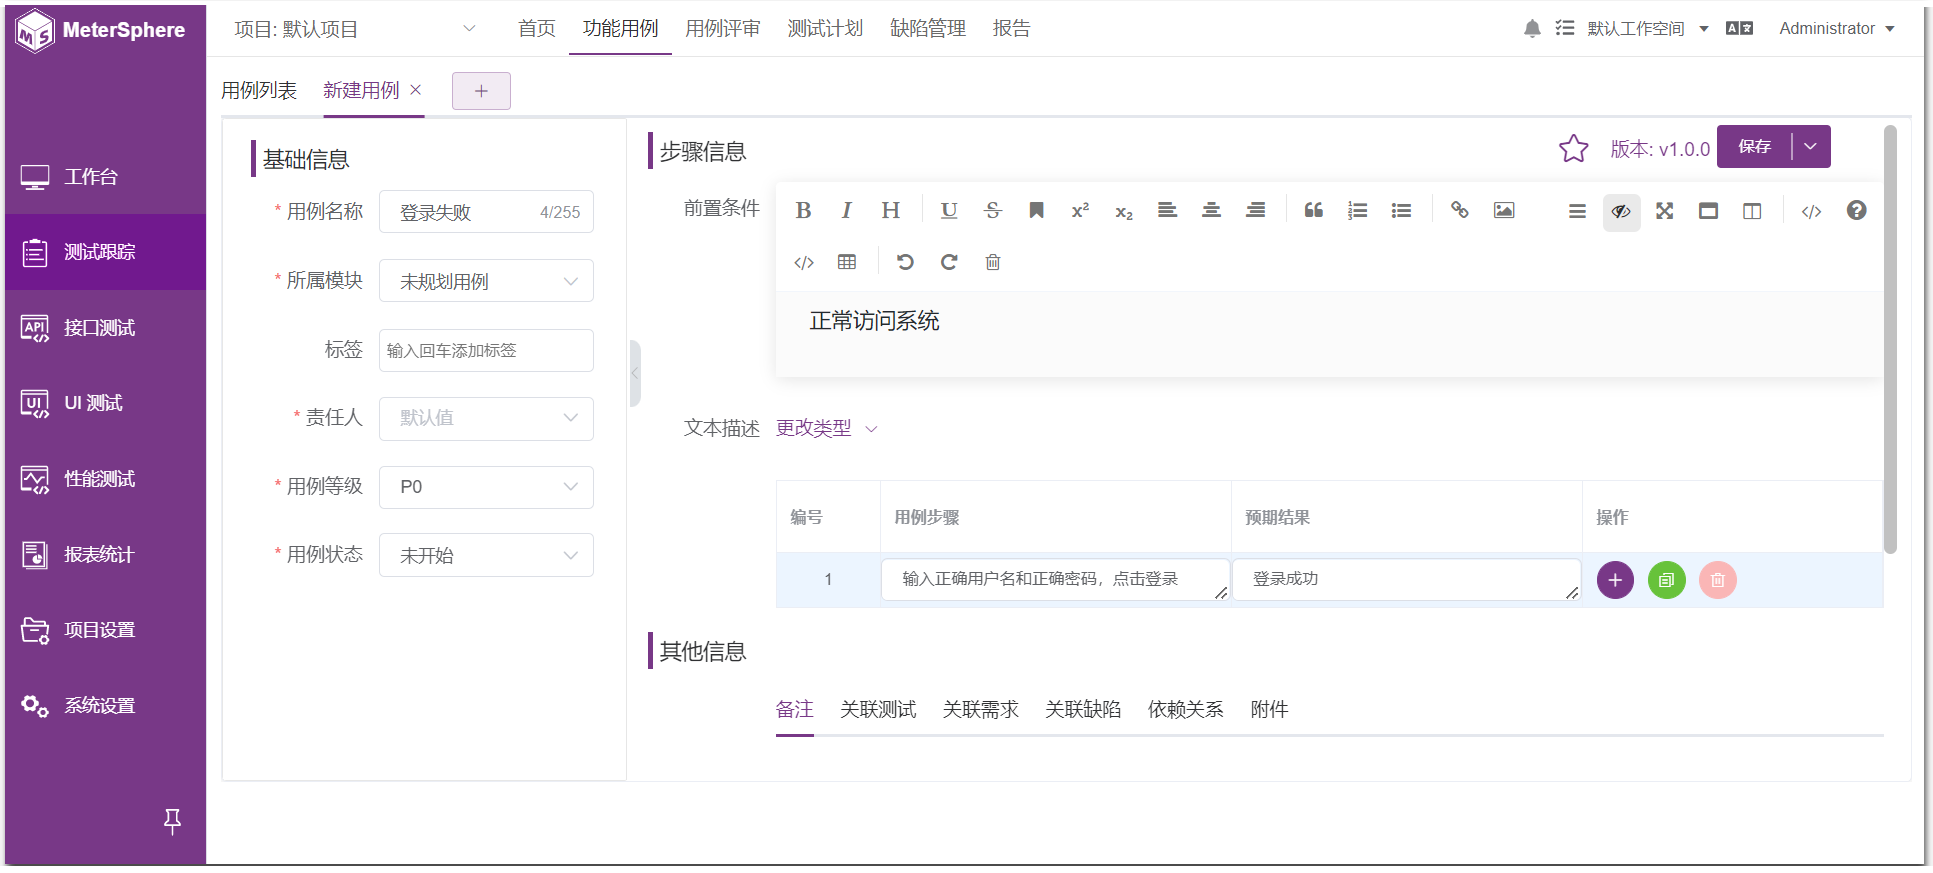 MeterSphere
项目: 默认项目
首页 功能用例 用例评审 测试计划 缺陷管理 报告
默认工作空间
Administrator
工作台
测试跟踪
接口测试
UI 测试
性能测试
报表统计
项目设置
系统设置
用例列表 新建用例
基础信息
* 用例名称 登录失败 4/255
* 所属模块 未规划用例
标签 输入回车添加标签
* 责任人 默认值
* 用例等级 P0
* 用例状态 未开始
步骤信息
版本: v1.0.0 保存
前置条件
正常访问系统
文本描述 更改类型
编号 用例步骤 预期结果 操作
1 输入正确用户名和正确密码，点击登录 登录成功
其他信息
备注 关联测试 关联需求 关联缺陷 依赖关系 附件